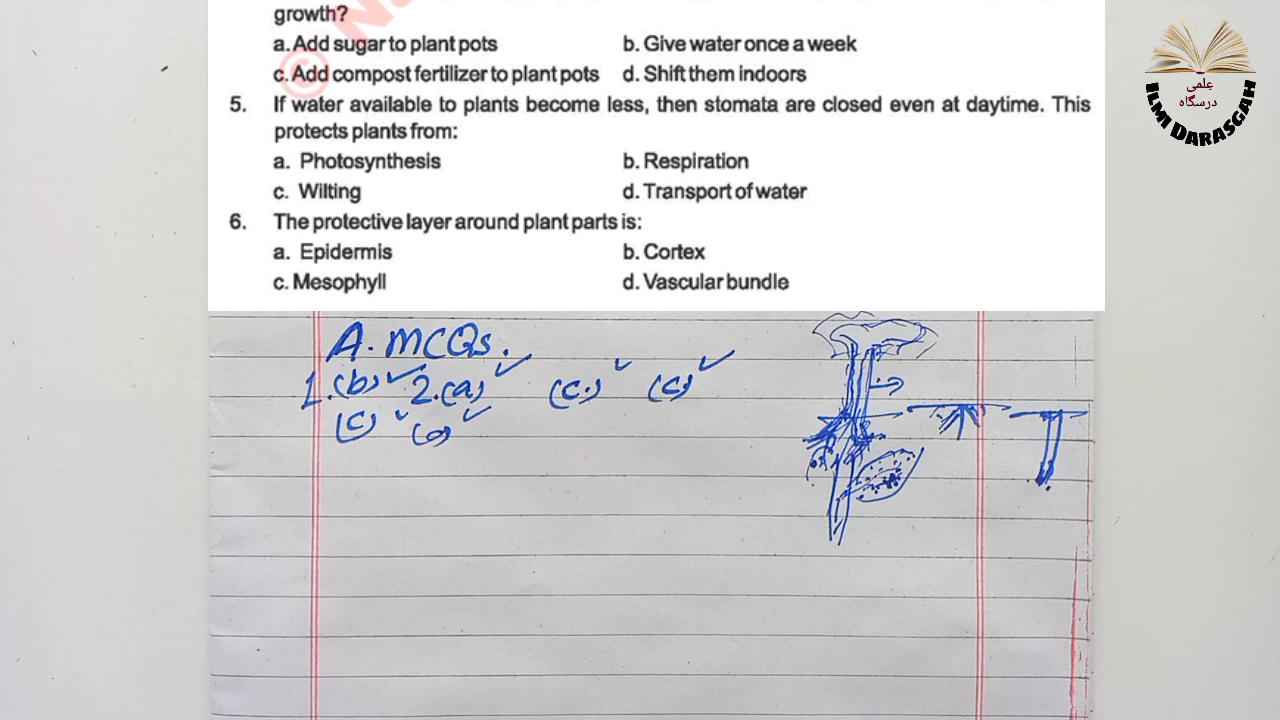 growth?
a. Add sugar to plant pots b. Give water once a week
c. Add compost fertilizer to plant pots d. Shift them indoors
5. If water available to plants become less, then stomata are closed even at daytime. This
protects plants from:
a. Photosynthesis b. Respiration
c. Wilting d. Transport of water
6. The protective layer around plant parts is:
a. Epidermis b. Cortex
c. Mesophyll d. Vascular bundle
A. MCQs.
1. (b) ✓ 2. (a) ✓ (c.) ✓ (c) ✓
(c) ✓ (a) ✓
علمی
درسگاہ
ILMI DARASGAH